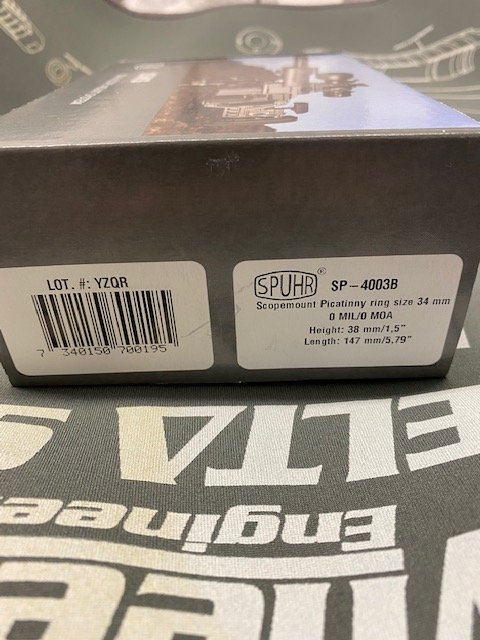 LOT. #: YZQR
7 340150 700195
SPUHR® SP-4003B
Scopemount Picatinny ring size 34 mm
0 MIL/0 MOA
Height: 38 mm/1,5"
Length: 147 mm/5,79"
ELTA
Engineer